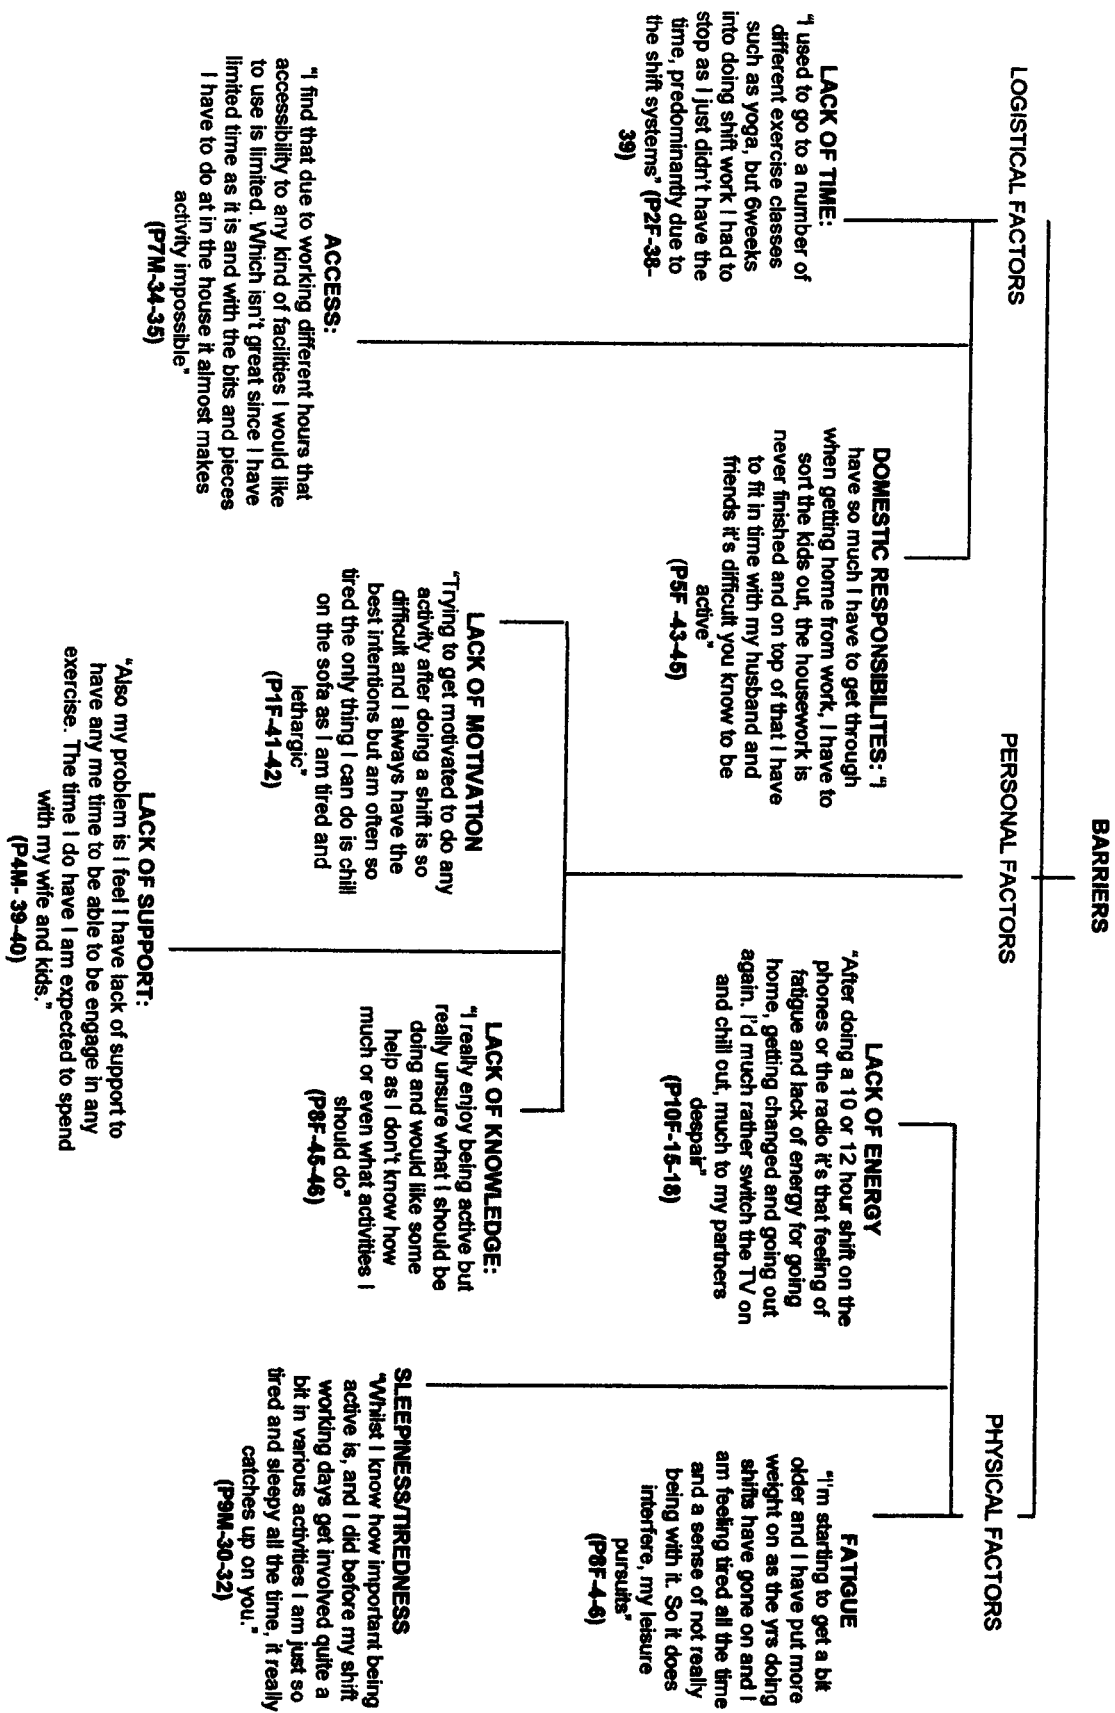 BARRIERS
LOGISTICAL FACTORS
PERSONAL FACTORS
PHYSICAL FACTORS
LACK OF TIME:
"I used to go to a number of
different exercise classes
such as yoga, but 6weeks
into doing shift work I had to
stop as I just didn't have the
time, predominantly due to
the shift systems" (P2F-38-
39)
ACCESS:
"I find that due to working different hours that
accessibility to any kind of facilities I would like
to use is limited. Which isn't great since I have
limited time as it is and with the bits and pieces
I have to do at in the house it almost makes
activity impossible"
(P7M-34-35)
DOMESTIC RESPONSIBILITES: "I
have so much I have to get through
when getting home from work, I have to
sort the kids out, the housework is
never finished and on top of that I have
to fit in time with my husband and
friends it's difficult you know to be
active"
(P5F -43-45)
LACK OF MOTIVATION
"Trying to get motivated to do any
activity after doing a shift is so
difficult and I always have the
best intentions but am often so
tired the only thing I can do is chill
on the sofa as I am tired and
lethargic"
(P1F-41-42)
LACK OF SUPPORT:
"Also my problem is I feel I have lack of support to
have any me time to be able to be engage in any
exercise. The time I do have I am expected to spend
with my wife and kids."
(P4M- 39-40)
LACK OF KNOWLEDGE:
"I really enjoy being active but
really unsure what I should be
doing and would like some
help as I don't know how
much or even what activities I
should do"
(P8F-45-46)
LACK OF ENERGY
"After doing a 10 or 12 hour shift on the
phones or the radio it's that feeling of
fatigue and lack of energy for going
home, getting changed and going out
again. I'd much rather switch the TV on
and chill out, much to my partners
despair"
(P10F-15-18)
SLEEPINESS/TIREDNESS
"Whilst I know how important being
active is, and I did before my shift
working days get involved quite a
bit in various activities I am just so
tired and sleepy all the time, it really
catches up on you."
(P9M-30-32)
FATIGUE
"I'm starting to get a bit
older and I have put more
weight on as the yrs doing
shifts have gone on and I
am feeling tired all the time
and a sense of not really
being with it. So it does
interfere, my leisure
pursuits"
(P8F-4-6)